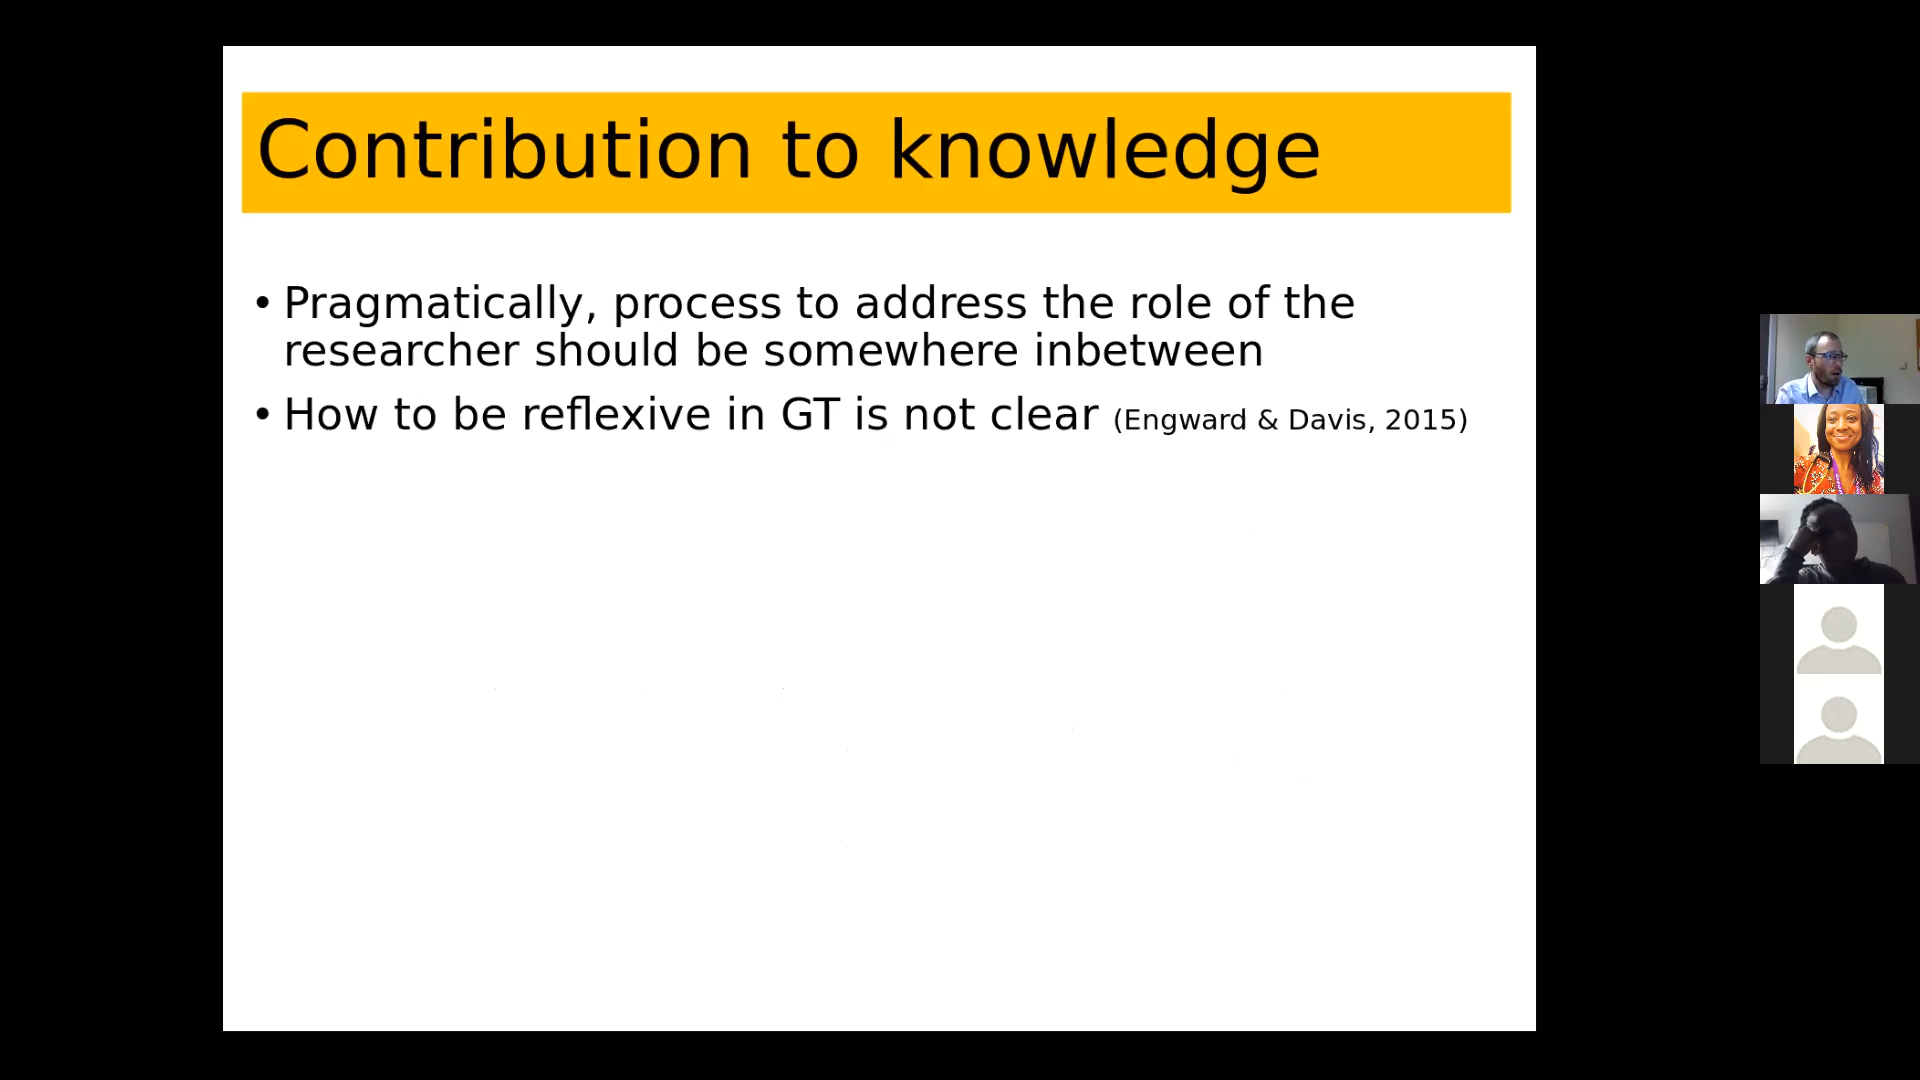 Contribution to knowledge
• Pragmatically, process to address the role of the
researcher should be somewhere inbetween
• How to be reflexive in GT is not clear (Engward & Davis, 2015)